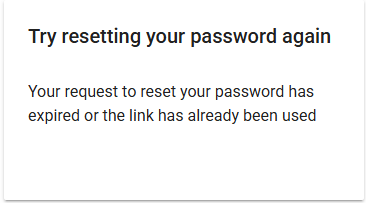 Try resetting your password again
Your request to reset your password has
expired or the link has already been used